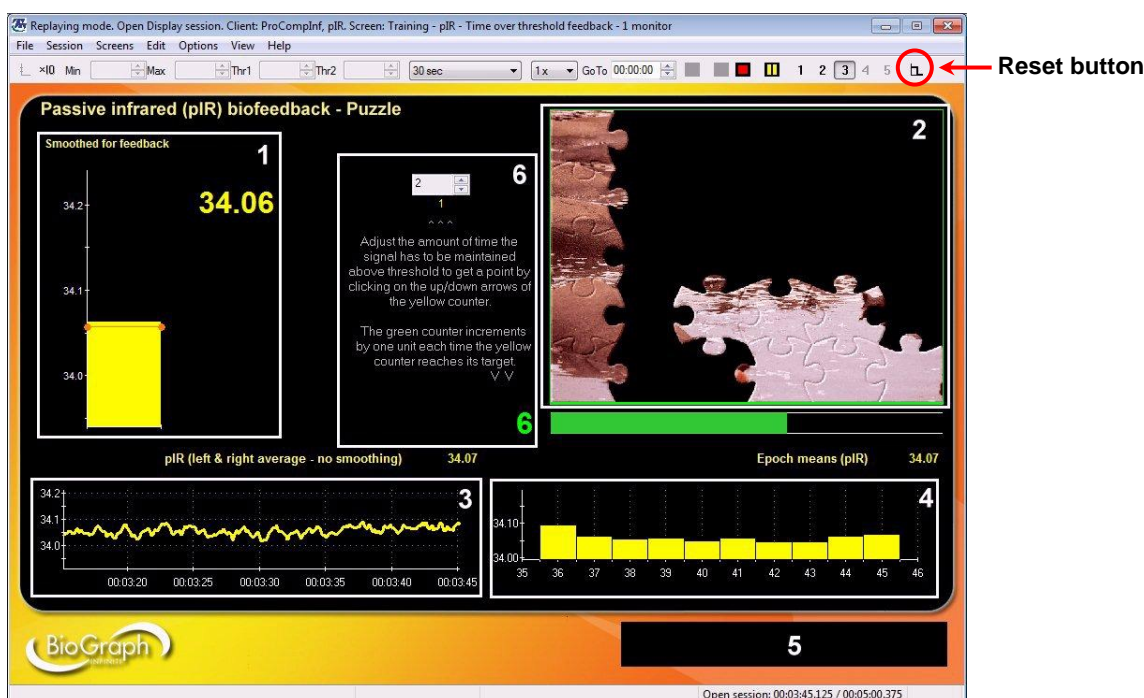 Replaying mode. Open Display session. Client: ProCompInf, pIR. Screen: Training - pIR - Time over threshold feedback - 1 monitor
File Session Screens Edit Options View Help
×10 Min Max Thr1 Thr2 30 sec 1x GoTo 00:00:00 1 2 3 4 5
Reset button
Passive infrared (pIR) biofeedback - Puzzle
Smoothed for feedback
1
34.06
34.2
34.1
34.0
6
2
1
^ ^ ^
Adjust the amount of time the
signal has to be maintained
above threshold to get a point by
clicking on the up/down arrows of
the yellow counter.
The green counter increments
by one unit each time the yellow
counter reaches its target.
V V
6
2
pIR (left & right average - no smoothing) 34.07
Epoch means (pIR) 34.07
3
34.2
34.1
34.0
00:03:20 00:03:25 00:03:30 00:03:35 00:03:40 00:03:45
4
34.10
34.00
35 36 37 38 39 40 41 42 43 44 45 46
BioGraph
INFINITI
5
Open session: 00:03:45.125 / 00:05:00.375